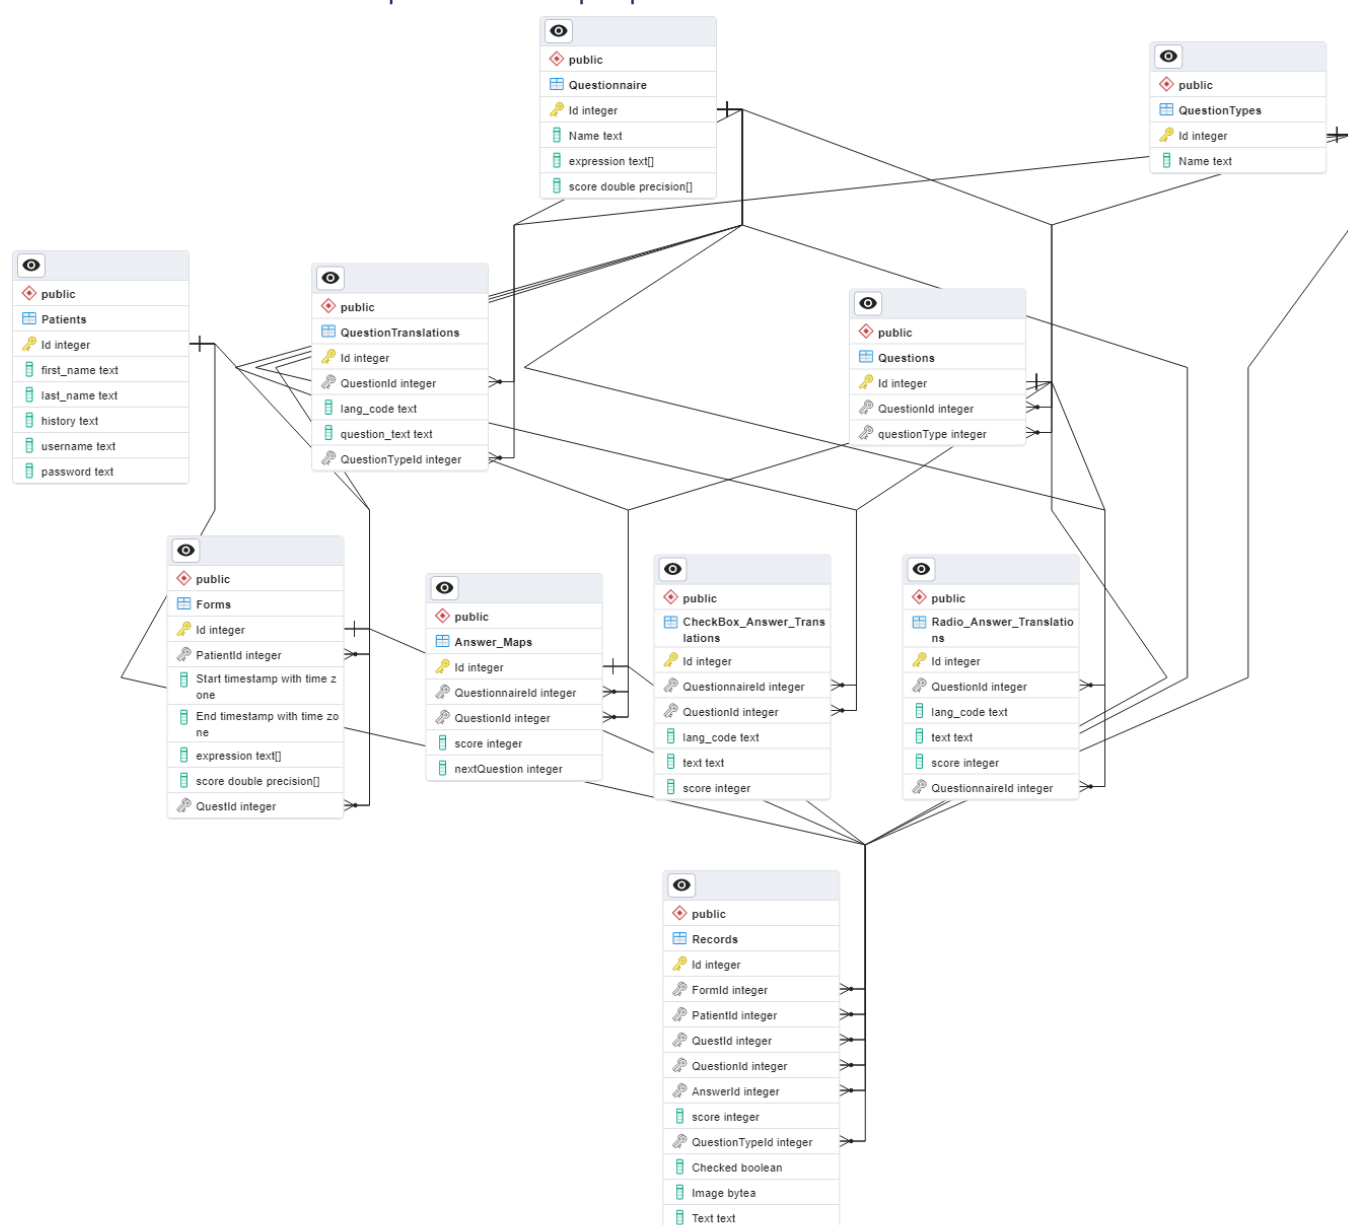 public
Questionnaire
Id integer
Name text
expression text[]
score double precision[]
public
QuestionTypes
Id integer
Name text
public
Patients
Id integer
first_name text
last_name text
history text
username text
password text
public
QuestionTranslations
Id integer
QuestionId integer
lang_code text
question_text text
QuestionTypeId integer
public
Questions
Id integer
QuestionId integer
questionType integer
public
Forms
Id integer
PatientId integer
Start timestamp with time z
one
End timestamp with time zo
ne
expression text[]
score double precision[]
QuestId integer
public
Answer_Maps
Id integer
QuestionnaireId integer
QuestionId integer
score integer
nextQuestion integer
public
CheckBox_Answer_Trans
lations
Id integer
QuestionnaireId integer
QuestionId integer
lang_code text
text text
score integer
public
Radio_Answer_Translatio
ns
Id integer
QuestionId integer
lang_code text
text text
score integer
QuestionnaireId integer
public
Records
Id integer
FormId integer
PatientId integer
QuestId integer
QuestionId integer
AnswerId integer
score integer
QuestionTypeId integer
Checked boolean
Image bytea
Text text